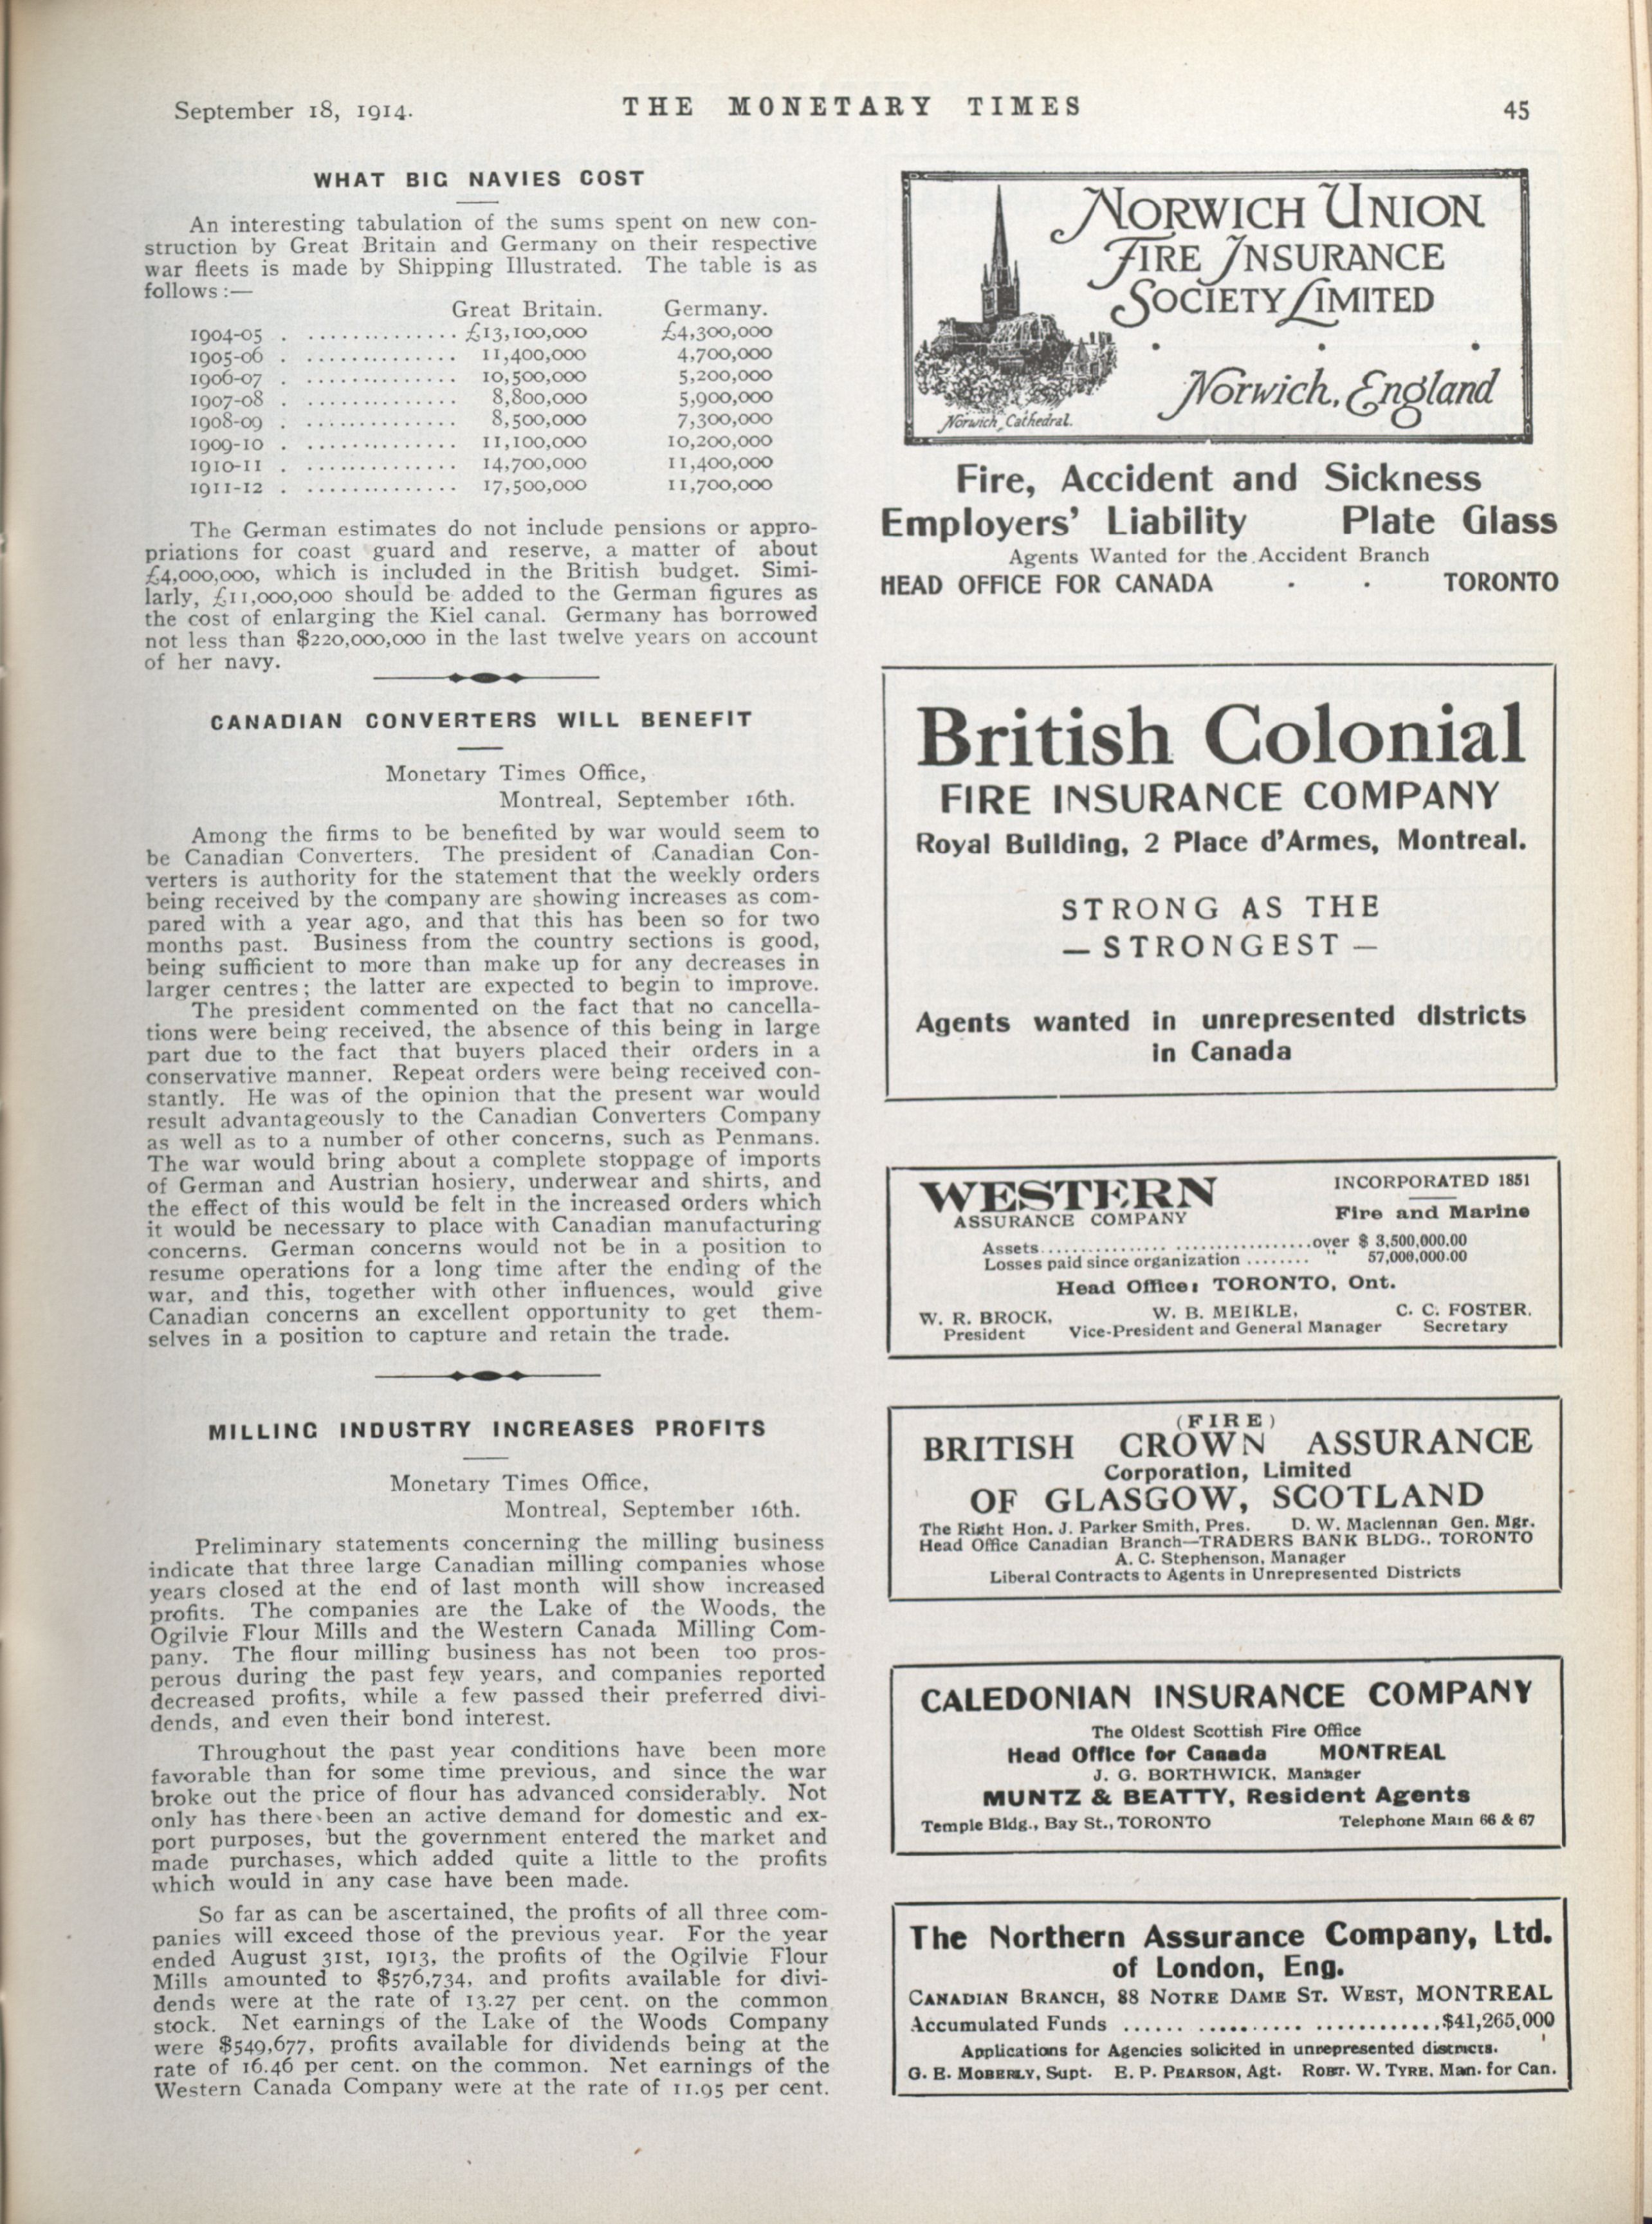 September 18, 1914.
THE MONETARY TIMES
45
WHAT BIG NAVIES COST
An interesting tabulation of the sums spent on new con-
struction by Great Britain and Germany on their respective
war fleets is made by Shipping Illustrated. The table is as
follows:—
Great Britain. Germany.
1904-05 . .............. £13,100,000 £4,300,000
1905-06 . .............. 11,400,000 4,700,000
1906-07 . .............. 10,500,000 5,200,000
1907-08 . .............. 8,800,000 5,900,000
1908-09 . .............. 8,500,000 7,300,000
1909-10 . .............. 11,100,000 10,200,000
1910-11 . .............. 14,700,000 11,400,000
1911-12 . .............. 17,500,000 11,700,000
The German estimates do not include pensions or appro-
priations for coast guard and reserve, a matter of about
£4,000,000, which is included in the British budget. Simi-
larly, £11,000,000 should be added to the German figures as
the cost of enlarging the Kiel canal. Germany has borrowed
not less than $220,000,000 in the last twelve years on account
of her navy.
CANADIAN CONVERTERS WILL BENEFIT
Monetary Times Office,
Montreal, September 16th.
Among the firms to be benefited by war would seem to
be Canadian Converters. The president of Canadian Con-
verters is authority for the statement that the weekly orders
being received by the company are showing increases as com-
pared with a year ago, and that this has been so for two
months past. Business from the country sections is good,
being sufficient to more than make up for any decreases in
larger centres; the latter are expected to begin to improve.
The president commented on the fact that no cancella-
tions were being received, the absence of this being in large
part due to the fact that buyers placed their orders in a
conservative manner. Repeat orders were being received con-
stantly. He was of the opinion that the present war would
result advantageously to the Canadian Converters Company
as well as to a number of other concerns, such as Penmans.
The war would bring about a complete stoppage of imports
of German and Austrian hosiery, underwear and shirts, and
the effect of this would be felt in the increased orders which
it would be necessary to place with Canadian manufacturing
concerns. German concerns would not be in a position to
resume operations for a long time after the ending of the
war, and this, together with other influences, would give
Canadian concerns an excellent opportunity to get them-
selves in a position to capture and retain the trade.
MILLING INDUSTRY INCREASES PROFITS
Monetary Times Office,
Montreal, September 16th.
Preliminary statements concerning the milling business
indicate that three large Canadian milling companies whose
years closed at the end of last month will show increased
profits. The companies are the Lake of the Woods, the
Ogilvie Flour Mills and the Western Canada Milling Com-
pany. The flour milling business has not been too pros-
perous during the past few years, and companies reported
decreased profits, while a few passed their preferred divi-
dends, and even their bond interest.
Throughout the past year conditions have been more
favorable than for some time previous, and since the war
broke out the price of flour has advanced considerably. Not
only has there been an active demand for domestic and ex-
port purposes, but the government entered the market and
made purchases, which added quite a little to the profits
which would in any case have been made.
So far as can be ascertained, the profits of all three com-
panies will exceed those of the previous year. For the year
ended August 31st, 1913, the profits of the Ogilvie Flour
Mills amounted to $576,734, and profits available for divi-
dends were at the rate of 13.27 per cent. on the common
stock. Net earnings of the Lake of the Woods Company
were $549,677, profits available for dividends being at the
rate of 16.46 per cent. on the common. Net earnings of the
Western Canada Company were at the rate of 11.95 per cent.
NORWICH UNION
FIRE INSURANCE
SOCIETY LIMITED
Norwich, England
Norwich Cathedral.
Fire, Accident and Sickness
Employers' Liability Plate Glass
Agents Wanted for the Accident Branch
HEAD OFFICE FOR CANADA . . TORONTO
British Colonial
FIRE INSURANCE COMPANY
Royal Building, 2 Place d'Armes, Montreal.
STRONG AS THE
— STRONGEST —
Agents wanted in unrepresented districts
in Canada
WESTERN
ASSURANCE COMPANY
INCORPORATED 1851
Fire and Marine
Assets....................................over $ 3,500,000.00
Losses paid since organization ........ " 57,000,000.00
Head Office: TORONTO, Ont.
W. R. BROCK, W. B. MEIKLE, C. C. FOSTER,
President Vice-President and General Manager Secretary
(FIRE)
BRITISH CROWN ASSURANCE
Corporation, Limited
OF GLASGOW, SCOTLAND
The Right Hon. J. Parker Smith, Pres. D. W. Maclennan Gen. Mgr.
Head Office Canadian Branch—TRADERS BANK BLDG., TORONTO
A. C. Stephenson, Manager
Liberal Contracts to Agents in Unrepresented Districts
CALEDONIAN INSURANCE COMPANY
The Oldest Scottish Fire Office
Head Office for Canada MONTREAL
J. G. BORTHWICK, Manager
MUNTZ & BEATTY, Resident Agents
Temple Bldg., Bay St., TORONTO Telephone Main 66 & 67
The Northern Assurance Company, Ltd.
of London, Eng.
CANADIAN BRANCH, 88 NOTRE DAME ST. WEST, MONTREAL
Accumulated Funds ...... .......... ............$41,265,000
Applications for Agencies solicited in unrepresented districts.
G. E. MOBERLY, Supt. E. P. PEARSON, Agt. ROBT. W. TYRE, Man. for Can.